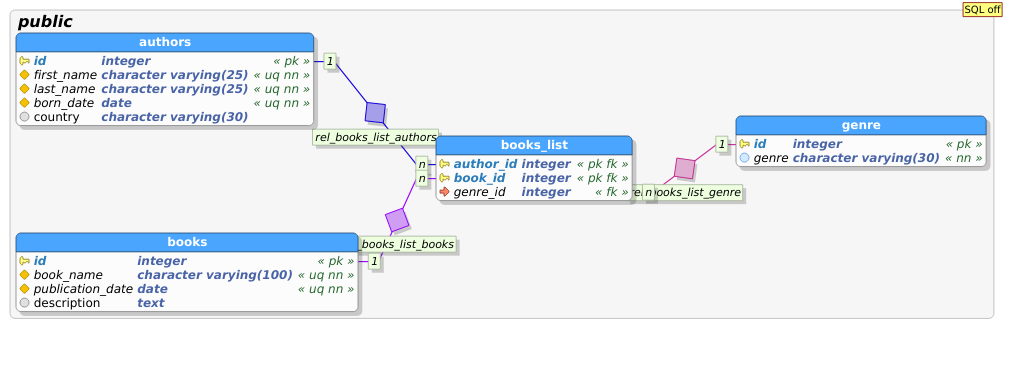 SQL off
public
authors
id integer « pk »
first_name character varying(25) « uq nn »
last_name character varying(25) « uq nn »
born_date date « uq nn »
country character varying(30)
1
rel_books_list_authors
books_list
n author_id integer « pk fk »
n book_id integer « pk fk »
genre_id integer « fk »
genre
1 id integer « pk »
genre character varying(30) « nn »
n
books_list_genre
books_list_books
1
books
id integer « pk »
book_name character varying(100) « uq nn »
publication_date date « uq nn »
description text